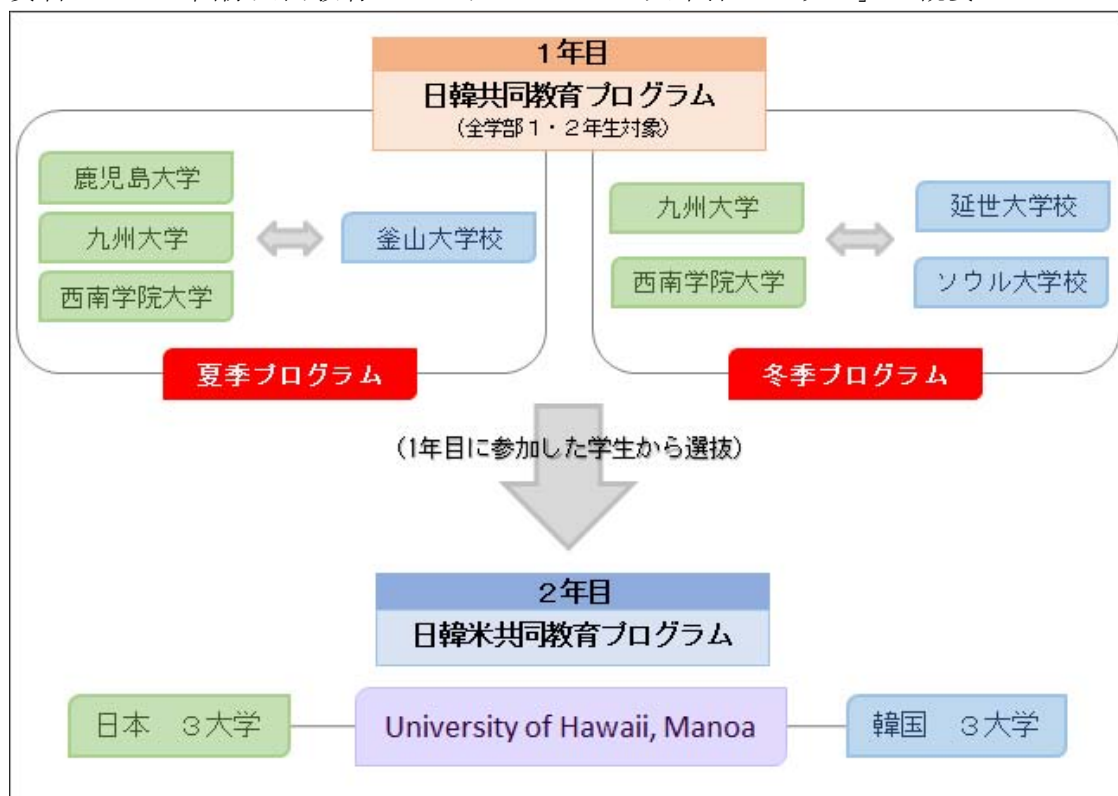 1年目
日韓共同教育プログラム
(全学部1・2年生対象)
鹿児島大学
九州大学
西南学院大学
釜山大学校
夏季プログラム
九州大学
西南学院大学
延世大学校
ソウル大学校
冬季プログラム
(1年目に参加した学生から選抜)
2年目
日韓米共同教育プログラム
日本 3大学
University of Hawaii, Manoa
韓国 3大学